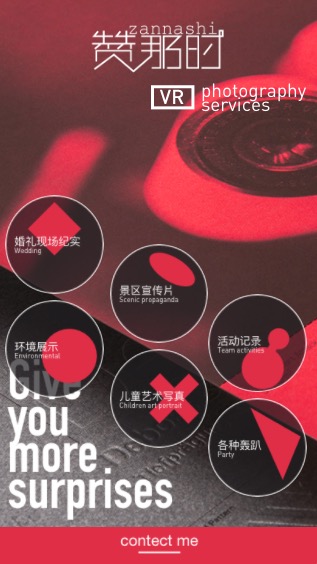 zannashi
赞那时
VR photography
services
婚礼现场纪实
Wedding
景区宣传片
Scenic propaganda
活动记录
Team activities
环境展示
Environmental
儿童艺术写真
Children art portrait
各种轰趴
Party
Give
you
more
surprises
contect me